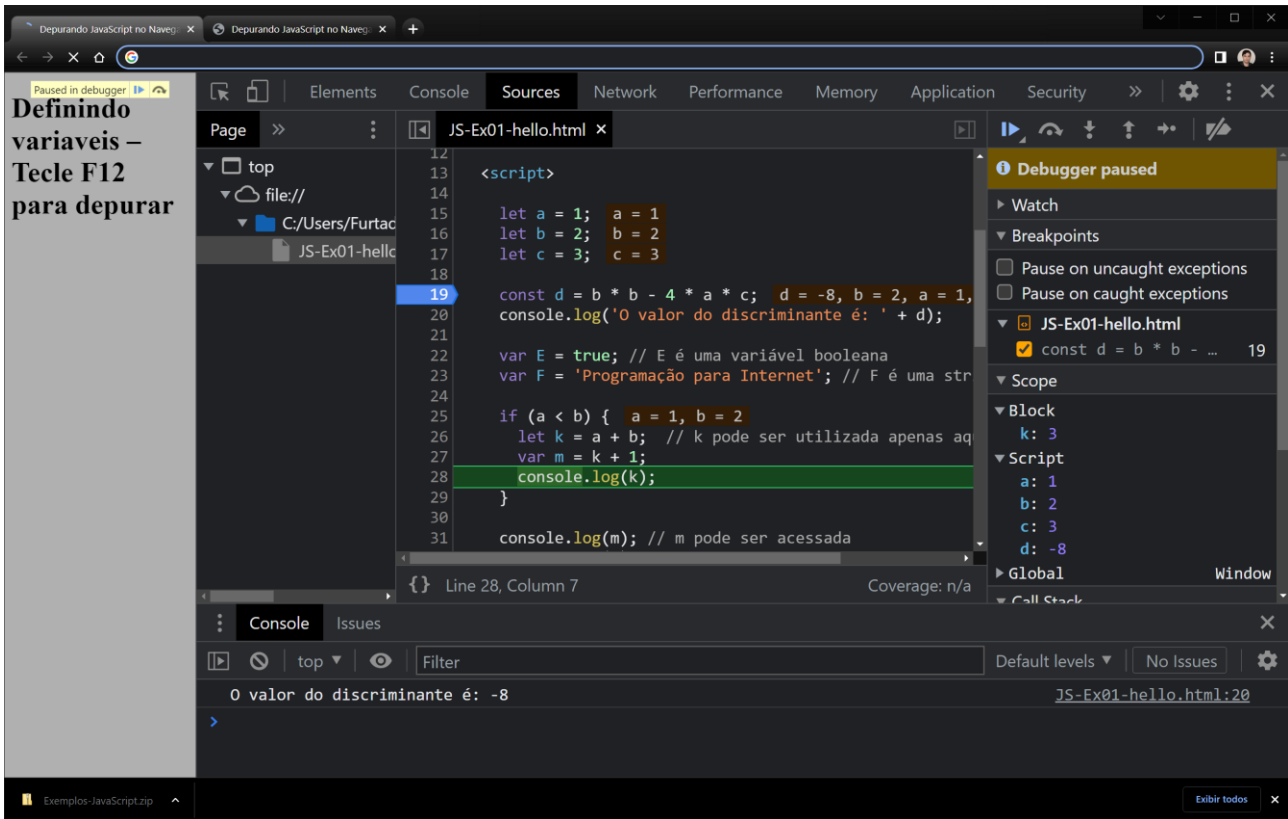 Depurando JavaScript no Naveg
Depurando JavaScript no Naveg
Paused in debugger
Definindo
variaveis –
Tecle F12
para depurar
Elements
Console
Sources
Network
Performance
Memory
Application
Security
Page
JS-Ex01-hello.html
top
file://
C:/Users/Furtad
JS-Ex01-hello
12
13 <script>
14
15 let a = 1; a = 1
16 let b = 2; b = 2
17 let c = 3; c = 3
18
19 const d = b * b - 4 * a * c; d = -8, b = 2, a = 1,
20 console.log('O valor do discriminante é: ' + d);
21
22 var E = true; // E é uma variável booleana
23 var F = 'Programação para Internet'; // F é uma str
24
25 if (a < b) { a = 1, b = 2
26 let k = a + b; // k pode ser utilizada apenas aq
27 var m = k + 1;
28 console.log(k);
29 }
30
31 console.log(m); // m pode ser acessada
{} Line 28, Column 7
Coverage: n/a
Debugger paused
Watch
Breakpoints
Pause on uncaught exceptions
Pause on caught exceptions
JS-Ex01-hello.html
const d = b * b - … 19
Scope
Block
k: 3
Script
a: 1
b: 2
c: 3
d: -8
Global Window
Call Stack
Console
Issues
top
Filter
Default levels
No Issues
O valor do discriminante é: -8
JS-Ex01-hello.html:20
>
Exemplos-JavaScript.zip
Exibir todos